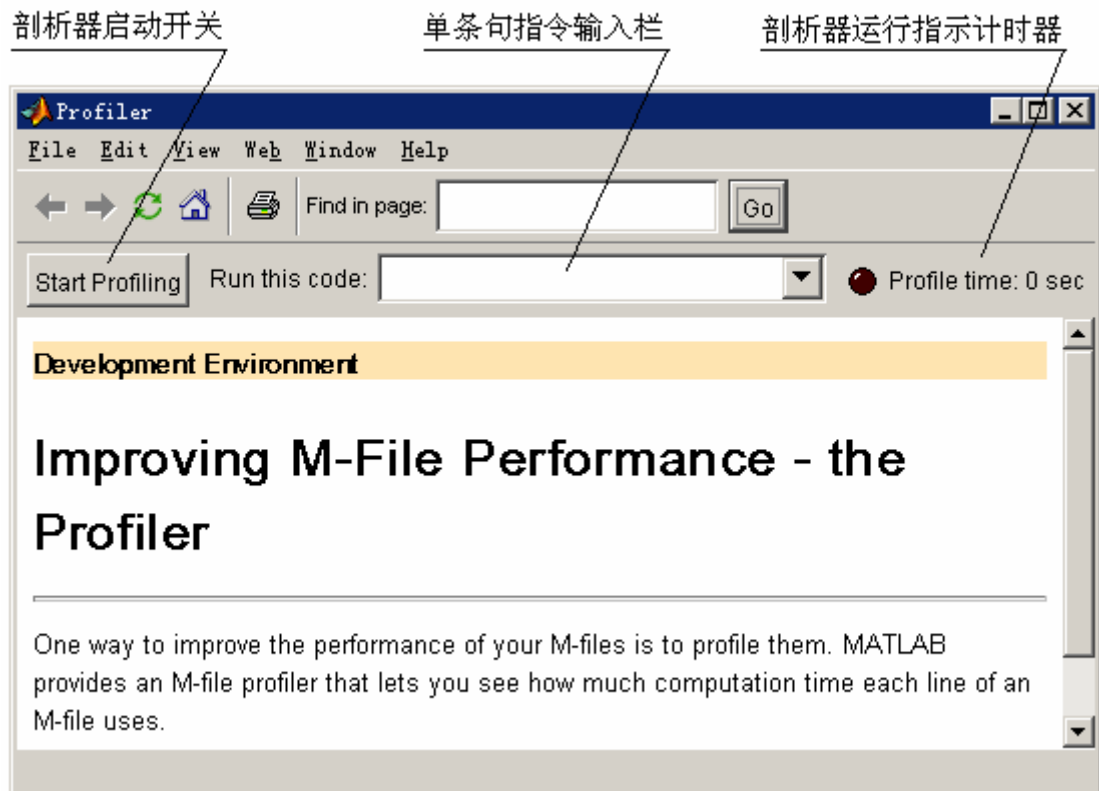 剖析器启动开关 单条句指令输入栏 剖析器运行指示计时器
Profiler
File Edit View Web Window Help
Find in page: Go
Start Profiling Run this code: Profile time: 0 sec
Development Environment
Improving M-File Performance - the
Profiler
One way to improve the performance of your M-files is to profile them. MATLAB
provides an M-file profiler that lets you see how much computation time each line of an
M-file uses.